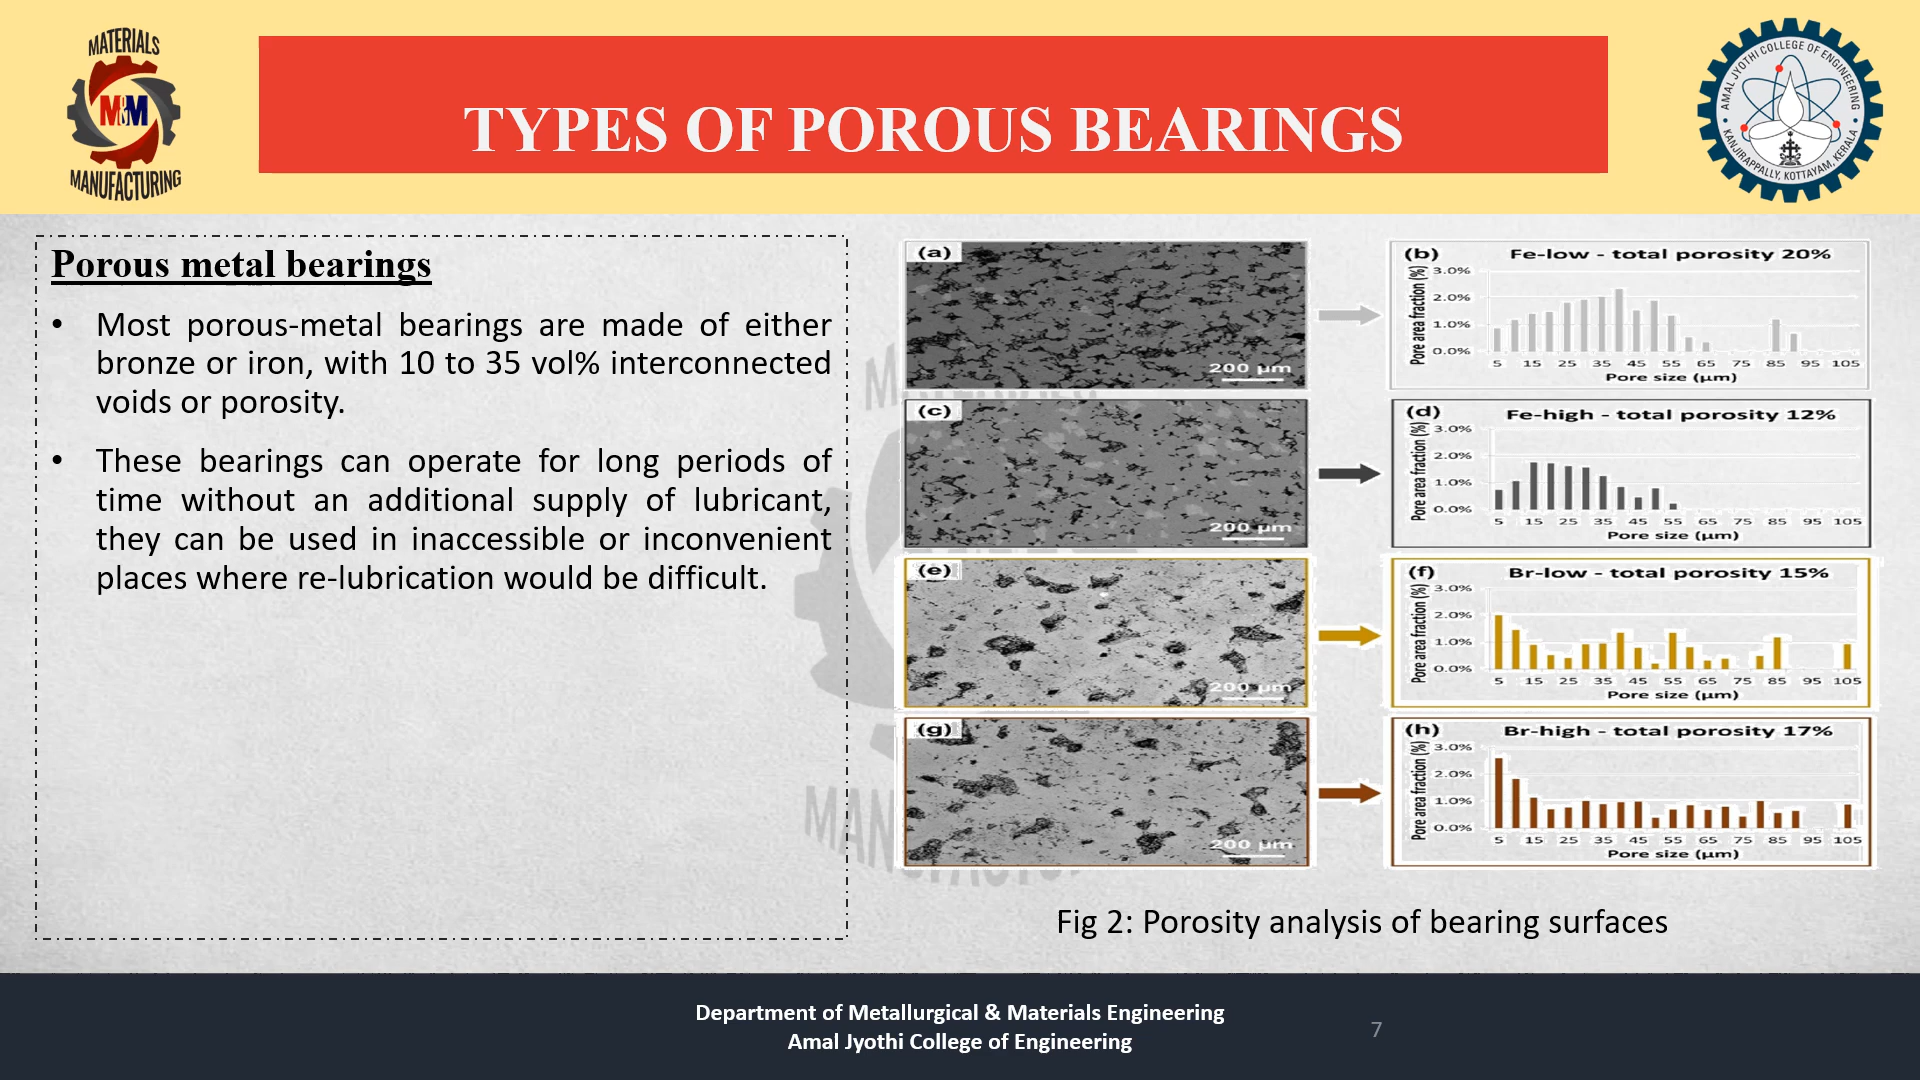 MATERIALS
M&M
MANUFACTURING
TYPES OF POROUS BEARINGS
AMAL JYOTHI COLLEGE OF ENGINEERING
KANJIRAPPALLY, KOTTAYAM, KERALA
Porous metal bearings
• Most porous-metal bearings are made of either
bronze or iron, with 10 to 35 vol% interconnected
voids or porosity.
• These bearings can operate for long periods of
time without an additional supply of lubricant,
they can be used in inaccessible or inconvenient
places where re-lubrication would be difficult.
(a)
200 µm
(b) Fe-low - total porosity 20%
Pore area fraction (%)
3.0%
2.0%
1.0%
0.0%
5 15 25 35 45 55 65 75 85 95 105
Pore size (µm)
(c)
200 µm
(d) Fe-high - total porosity 12%
Pore area fraction (%)
3.0%
2.0%
1.0%
0.0%
5 15 25 35 45 55 65 75 85 95 105
Pore size (µm)
(e)
200 µm
(f) Br-low - total porosity 15%
Pore area fraction (%)
3.0%
2.0%
1.0%
0.0%
5 15 25 35 45 55 65 75 85 95 105
Pore size (µm)
(g)
200 µm
(h) Br-high - total porosity 17%
Pore area fraction (%)
3.0%
2.0%
1.0%
0.0%
5 15 25 35 45 55 65 75 85 95 105
Pore size (µm)
Fig 2: Porosity analysis of bearing surfaces
Department of Metallurgical & Materials Engineering
Amal Jyothi College of Engineering
7